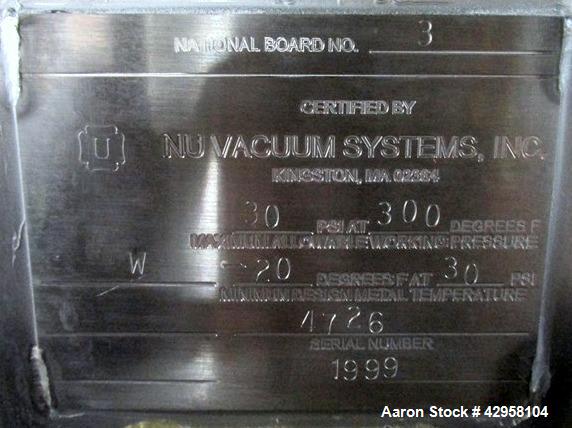 NATIONAL BOARD NO. 3
CERTIFIED BY
U NU VACUUM SYSTEMS, INC.
KINGSTON, MA 02364
30 PSI AT 300 DEGREES F
MAXIMUM ALLOWABLE WORKING PRESSURE
W -20 DEGREES F AT 30 PSI
MINIMUM DESIGN METAL TEMPERATURE
4726
SERIAL NUMBER
1999
Aaron Stock # 42958104